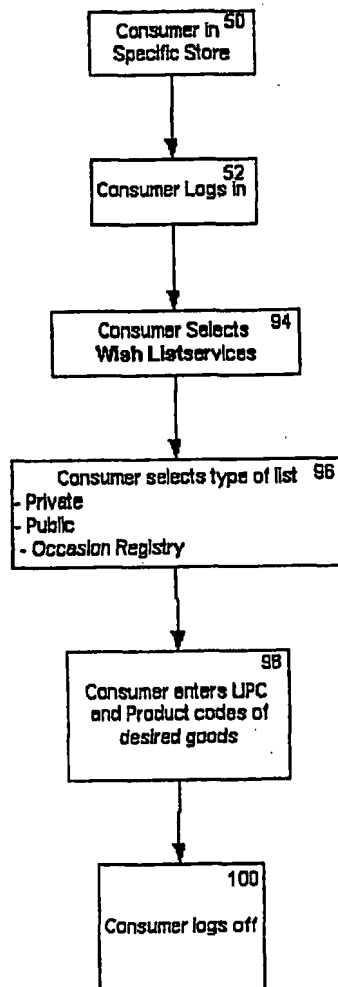 Consumer in 50
Specific Store
52
Consumer Logs in
Consumer Selects 94
Wish Listservices
Consumer selects type of list 96
- Private
- Public
- Occasion Registry
98
Consumer enters UPC
and Product codes of
desired goods
100
Consumer logs off